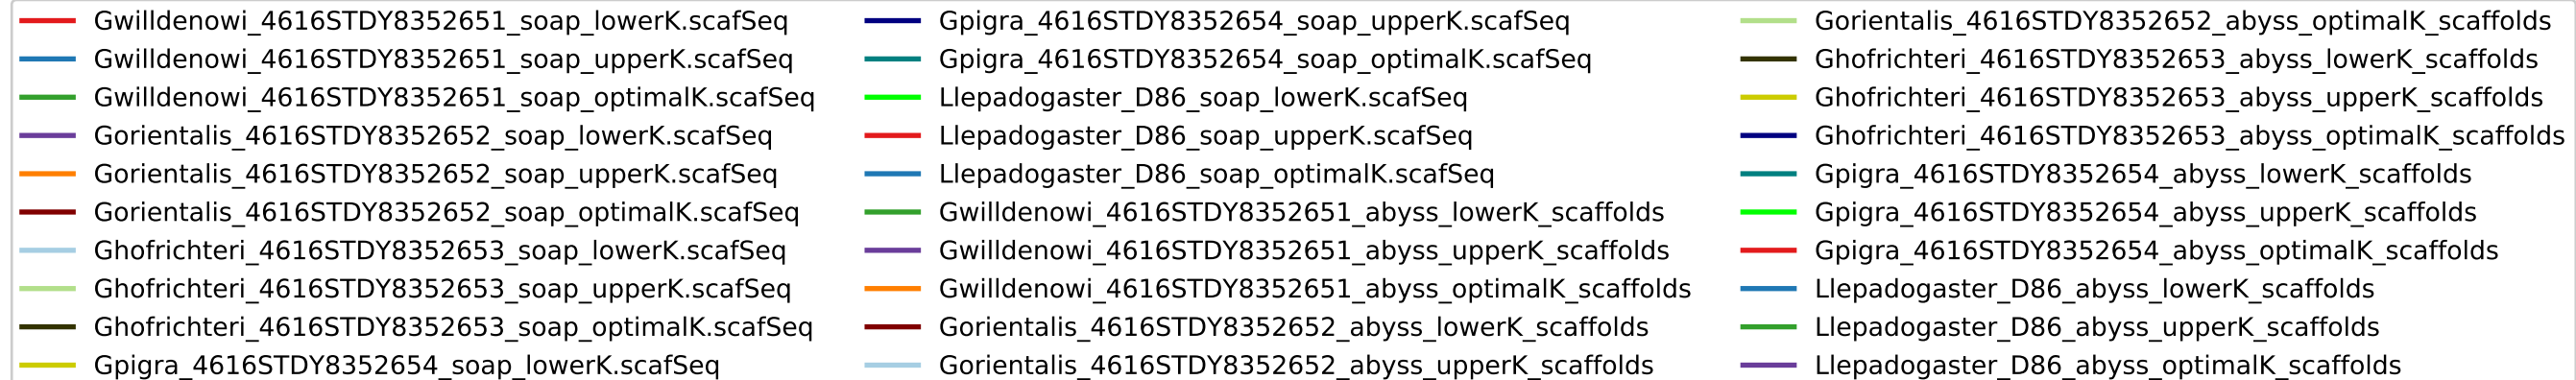 Gwilldenowi_4616STDY8352651_soap_lowerK.scafSeq
Gwilldenowi_4616STDY8352651_soap_upperK.scafSeq
Gwilldenowi_4616STDY8352651_soap_optimalK.scafSeq
Gorientalis_4616STDY8352652_soap_lowerK.scafSeq
Gorientalis_4616STDY8352652_soap_upperK.scafSeq
Gorientalis_4616STDY8352652_soap_optimalK.scafSeq
Ghofrichteri_4616STDY8352653_soap_lowerK.scafSeq
Ghofrichteri_4616STDY8352653_soap_upperK.scafSeq
Ghofrichteri_4616STDY8352653_soap_optimalK.scafSeq
Gpigra_4616STDY8352654_soap_lowerK.scafSeq
Gpigra_4616STDY8352654_soap_upperK.scafSeq
Gpigra_4616STDY8352654_soap_optimalK.scafSeq
Llepadogaster_D86_soap_lowerK.scafSeq
Llepadogaster_D86_soap_upperK.scafSeq
Llepadogaster_D86_soap_optimalK.scafSeq
Gwilldenowi_4616STDY8352651_abyss_lowerK_scaffolds
Gwilldenowi_4616STDY8352651_abyss_upperK_scaffolds
Gwilldenowi_4616STDY8352651_abyss_optimalK_scaffolds
Gorientalis_4616STDY8352652_abyss_lowerK_scaffolds
Gorientalis_4616STDY8352652_abyss_upperK_scaffolds
Gorientalis_4616STDY8352652_abyss_optimalK_scaffolds
Ghofrichteri_4616STDY8352653_abyss_lowerK_scaffolds
Ghofrichteri_4616STDY8352653_abyss_upperK_scaffolds
Ghofrichteri_4616STDY8352653_abyss_optimalK_scaffolds
Gpigra_4616STDY8352654_abyss_lowerK_scaffolds
Gpigra_4616STDY8352654_abyss_upperK_scaffolds
Gpigra_4616STDY8352654_abyss_optimalK_scaffolds
Llepadogaster_D86_abyss_lowerK_scaffolds
Llepadogaster_D86_abyss_upperK_scaffolds
Llepadogaster_D86_abyss_optimalK_scaffolds